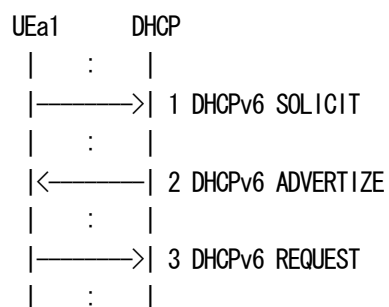 UEa1 DHCP
| : |
|------->| 1 DHCPv6 SOLICIT
| : |
|<-------| 2 DHCPv6 ADVERTIZE
| : |
|------->| 3 DHCPv6 REQUEST
| : |